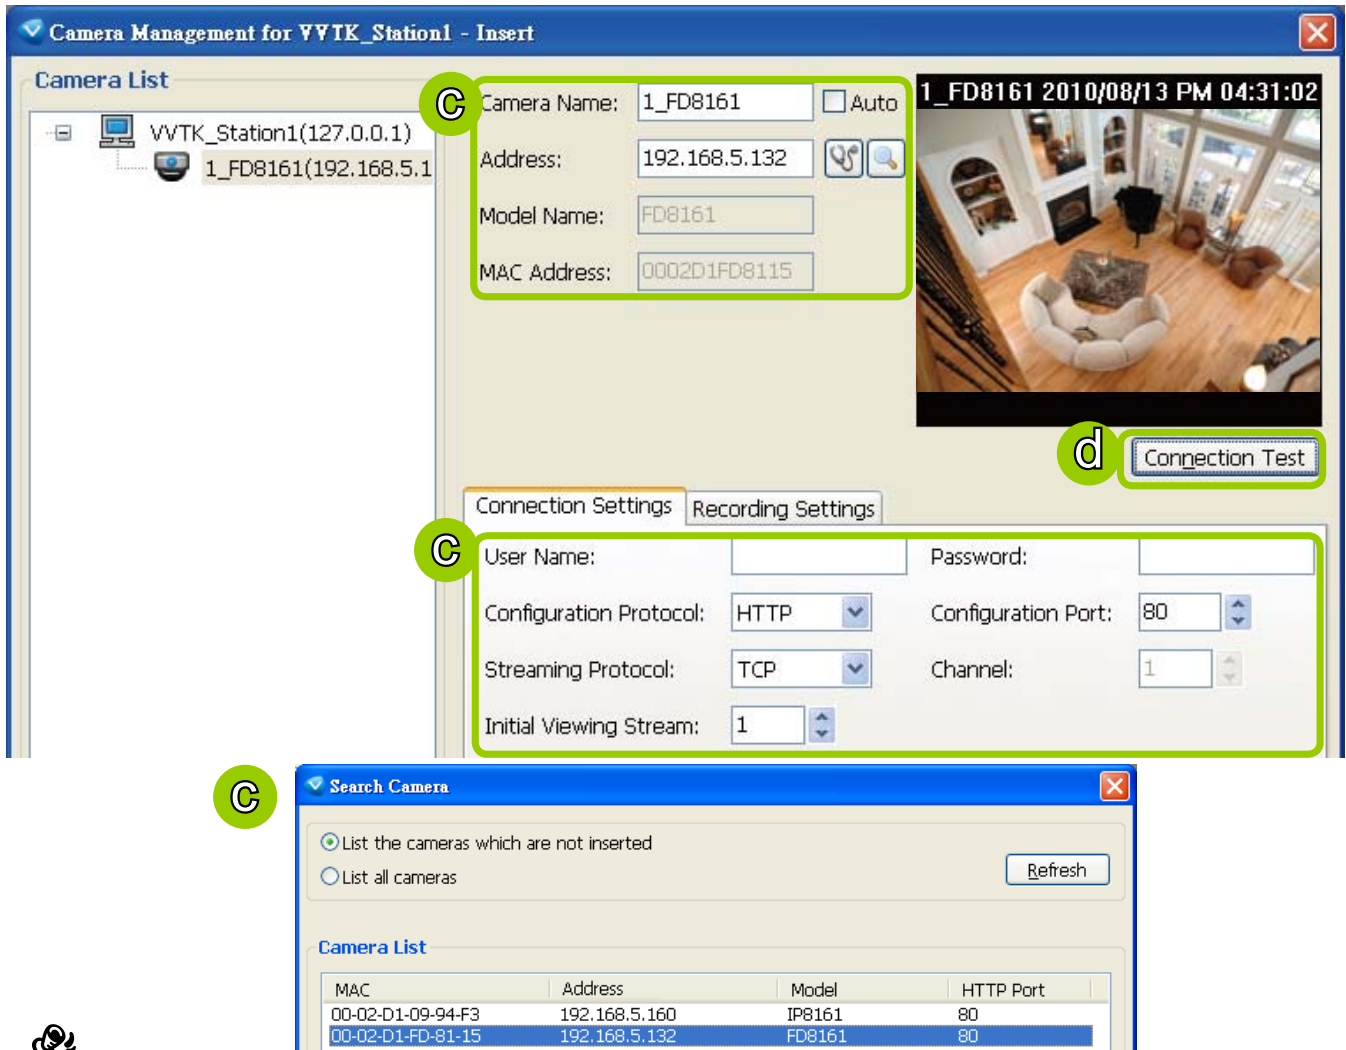 Camera Management for VVTK_Station1 - Insert
Camera List
VVTK_Station1(127.0.0.1)
1_FD8161(192.168.5.1
c
Camera Name: 1_FD8161 Auto
Address: 192.168.5.132
Model Name: FD8161
MAC Address: 0002D1FD8115
1_FD8161 2010/08/13 PM 04:31:02
d
Connection Test
Connection Settings Recording Settings
c
User Name: Password:
Configuration Protocol: HTTP Configuration Port: 80
Streaming Protocol: TCP Channel: 1
Initial Viewing Stream: 1
c
Search Camera
List the cameras which are not inserted
List all cameras
Refresh
Camera List
MAC Address Model HTTP Port
00-02-D1-09-94-F3 192.168.5.160 IP8161 80
00-02-D1-FD-81-15 192.168.5.132 FD8161 80